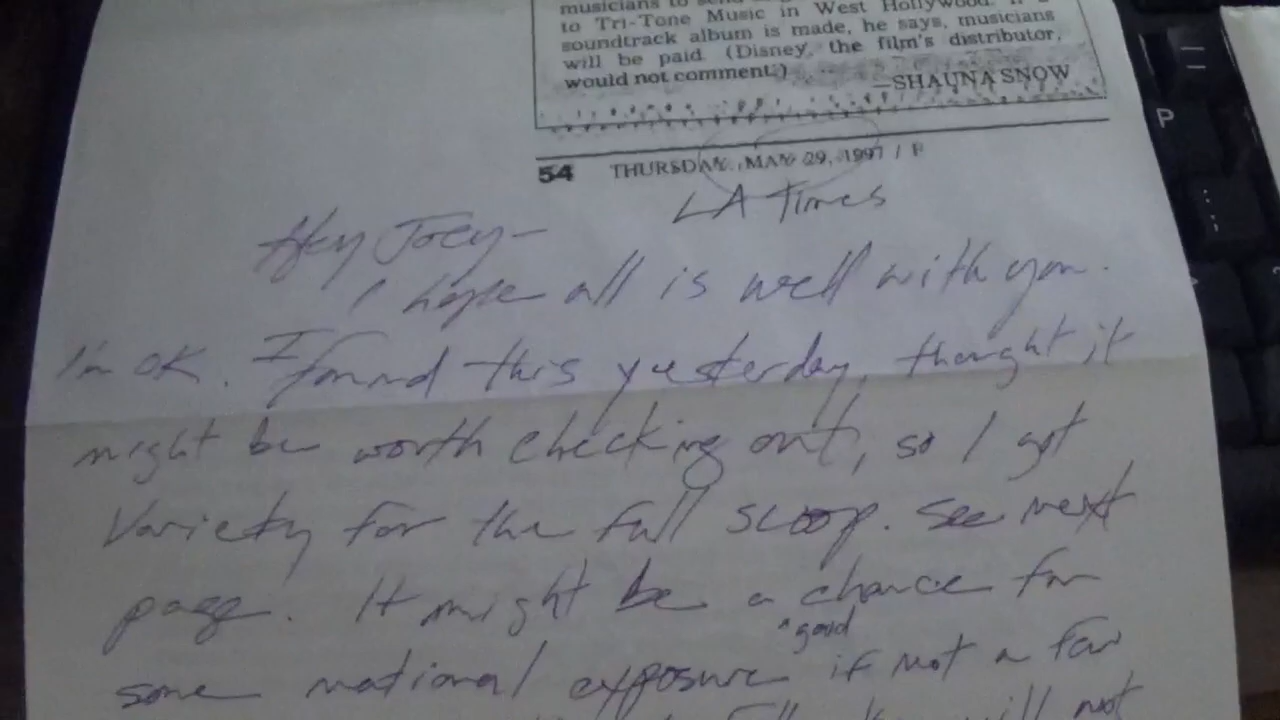 musicians to send
to Tri-Tone Music in West Hollywood. If a
soundtrack album is made, he says, musicians
will be paid. (Disney, the film's distributor,
would not comment.)
—SHAUNA SNOW
54 THURSDAY, MAY 29, 1997 / F
LA Times
Hey Joey—
I hope all is well with you.
I'm OK. I found this yesterday, thought it
might be worth checking out, so I got
Variety for the full scoop. See next
page. It might be a chance for
^ good
some national exposure if not a few
will not
P